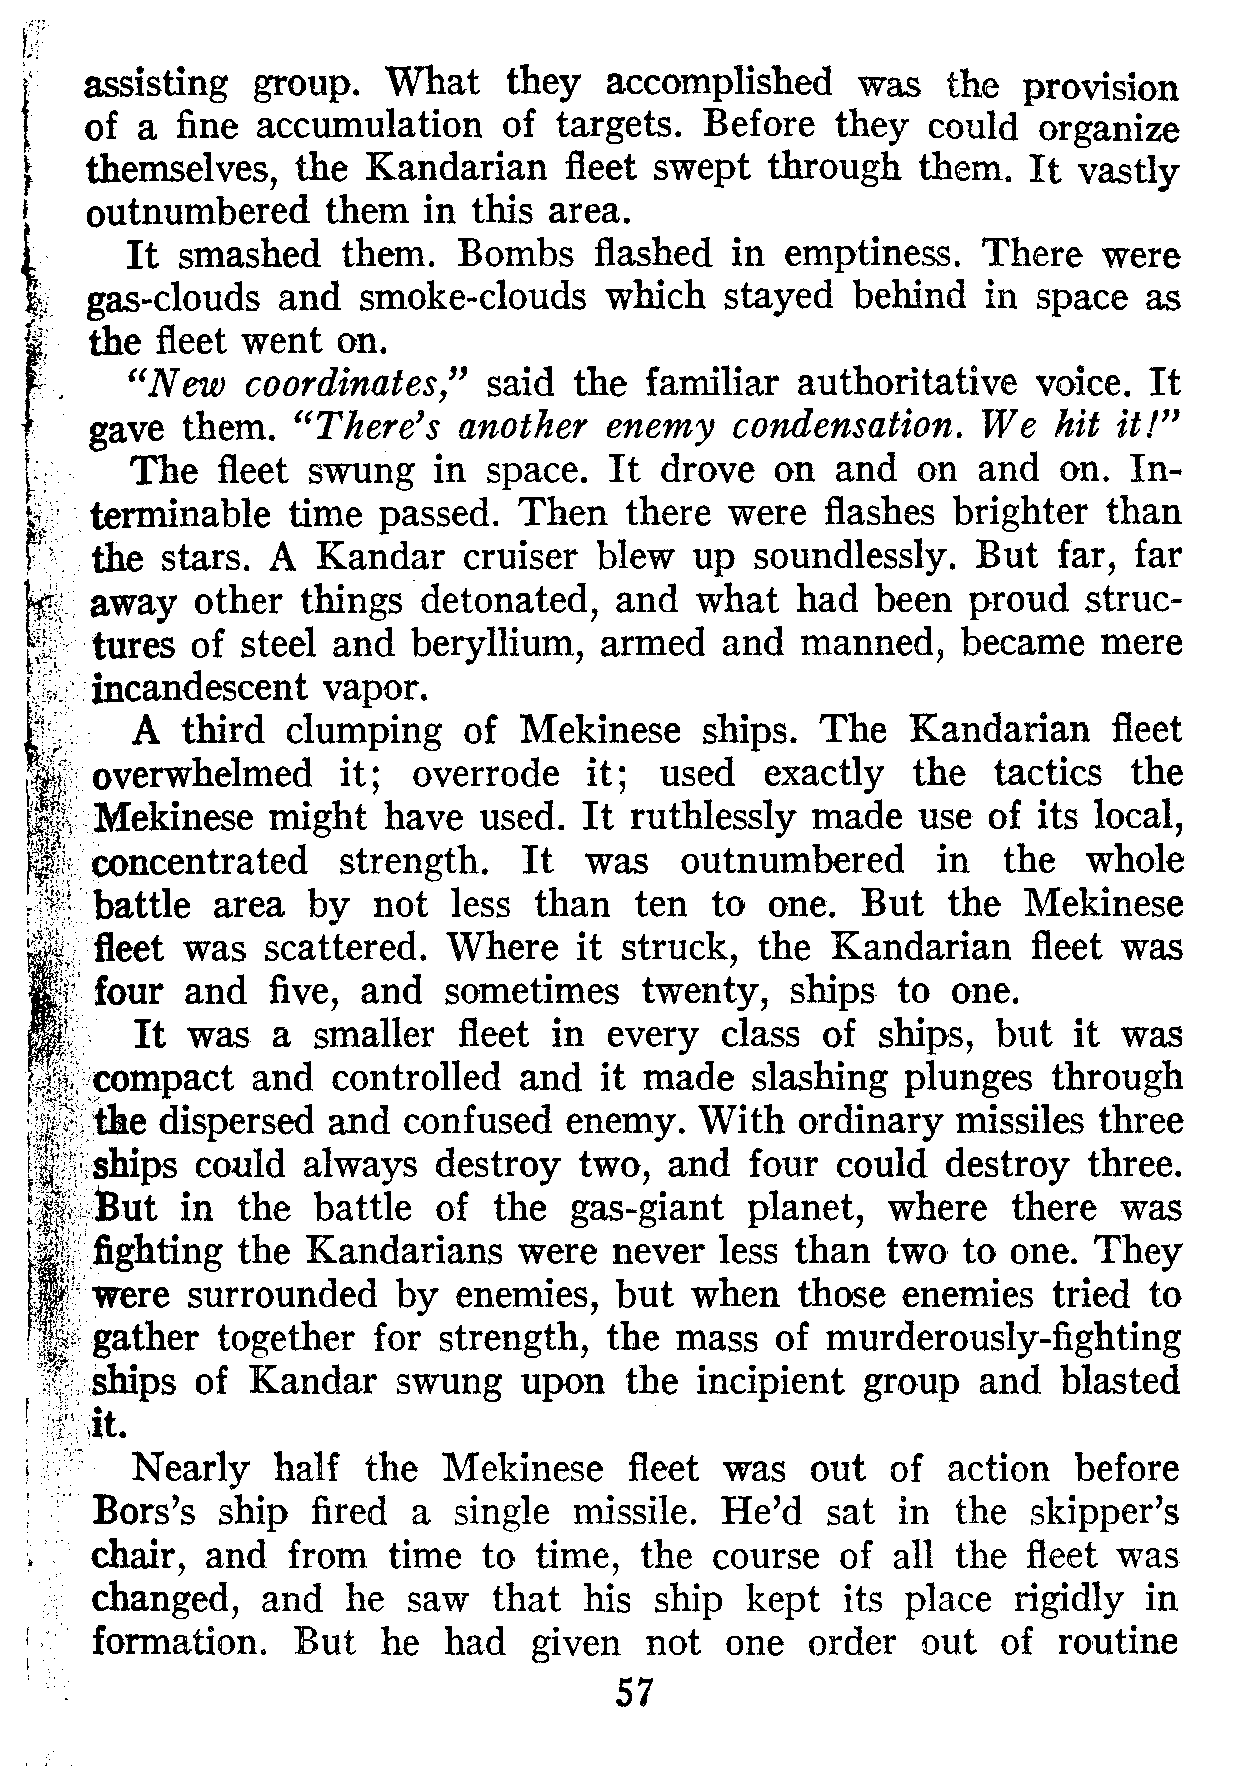 assisting group. What they accomplished was the provision
of a fine accumulation of targets. Before they could organize
themselves, the Kandarian fleet swept through them. It vastly
outnumbered them in this area.
It smashed them. Bombs flashed in emptiness. There were
gas-clouds and smoke-clouds which stayed behind in space as
the fleet went on.
“New coordinates,” said the familiar authoritative voice. It
gave them. “There’s another enemy condensation. We hit it!”
The fleet swung in space. It drove on and on and on. In-
terminable time passed. Then there were flashes brighter than
the stars. A Kandar cruiser blew up soundlessly. But far, far
away other things detonated, and what had been proud struc-
tures of steel and beryllium, armed and manned, became mere
incandescent vapor.
A third clumping of Mekinese ships. The Kandarian fleet
overwhelmed it; overrode it; used exactly the tactics the
Mekinese might have used. It ruthlessly made use of its local,
concentrated strength. It was outnumbered in the whole
battle area by not less than ten to one. But the Mekinese
fleet was scattered. Where it struck, the Kandarian fleet was
four and five, and sometimes twenty, ships to one.
It was a smaller fleet in every class of ships, but it was
compact and controlled and it made slashing plunges through
the dispersed and confused enemy. With ordinary missiles three
ships could always destroy two, and four could destroy three.
But in the battle of the gas-giant planet, where there was
fighting the Kandarians were never less than two to one. They
were surrounded by enemies, but when those enemies tried to
gather together for strength, the mass of murderously-fighting
ships of Kandar swung upon the incipient group and blasted
it.
Nearly half the Mekinese fleet was out of action before
Bors’s ship fired a single missile. He’d sat in the skipper’s
chair, and from time to time, the course of all the fleet was
changed, and he saw that his ship kept its place rigidly in
formation. But he had given not one order out of routine
57